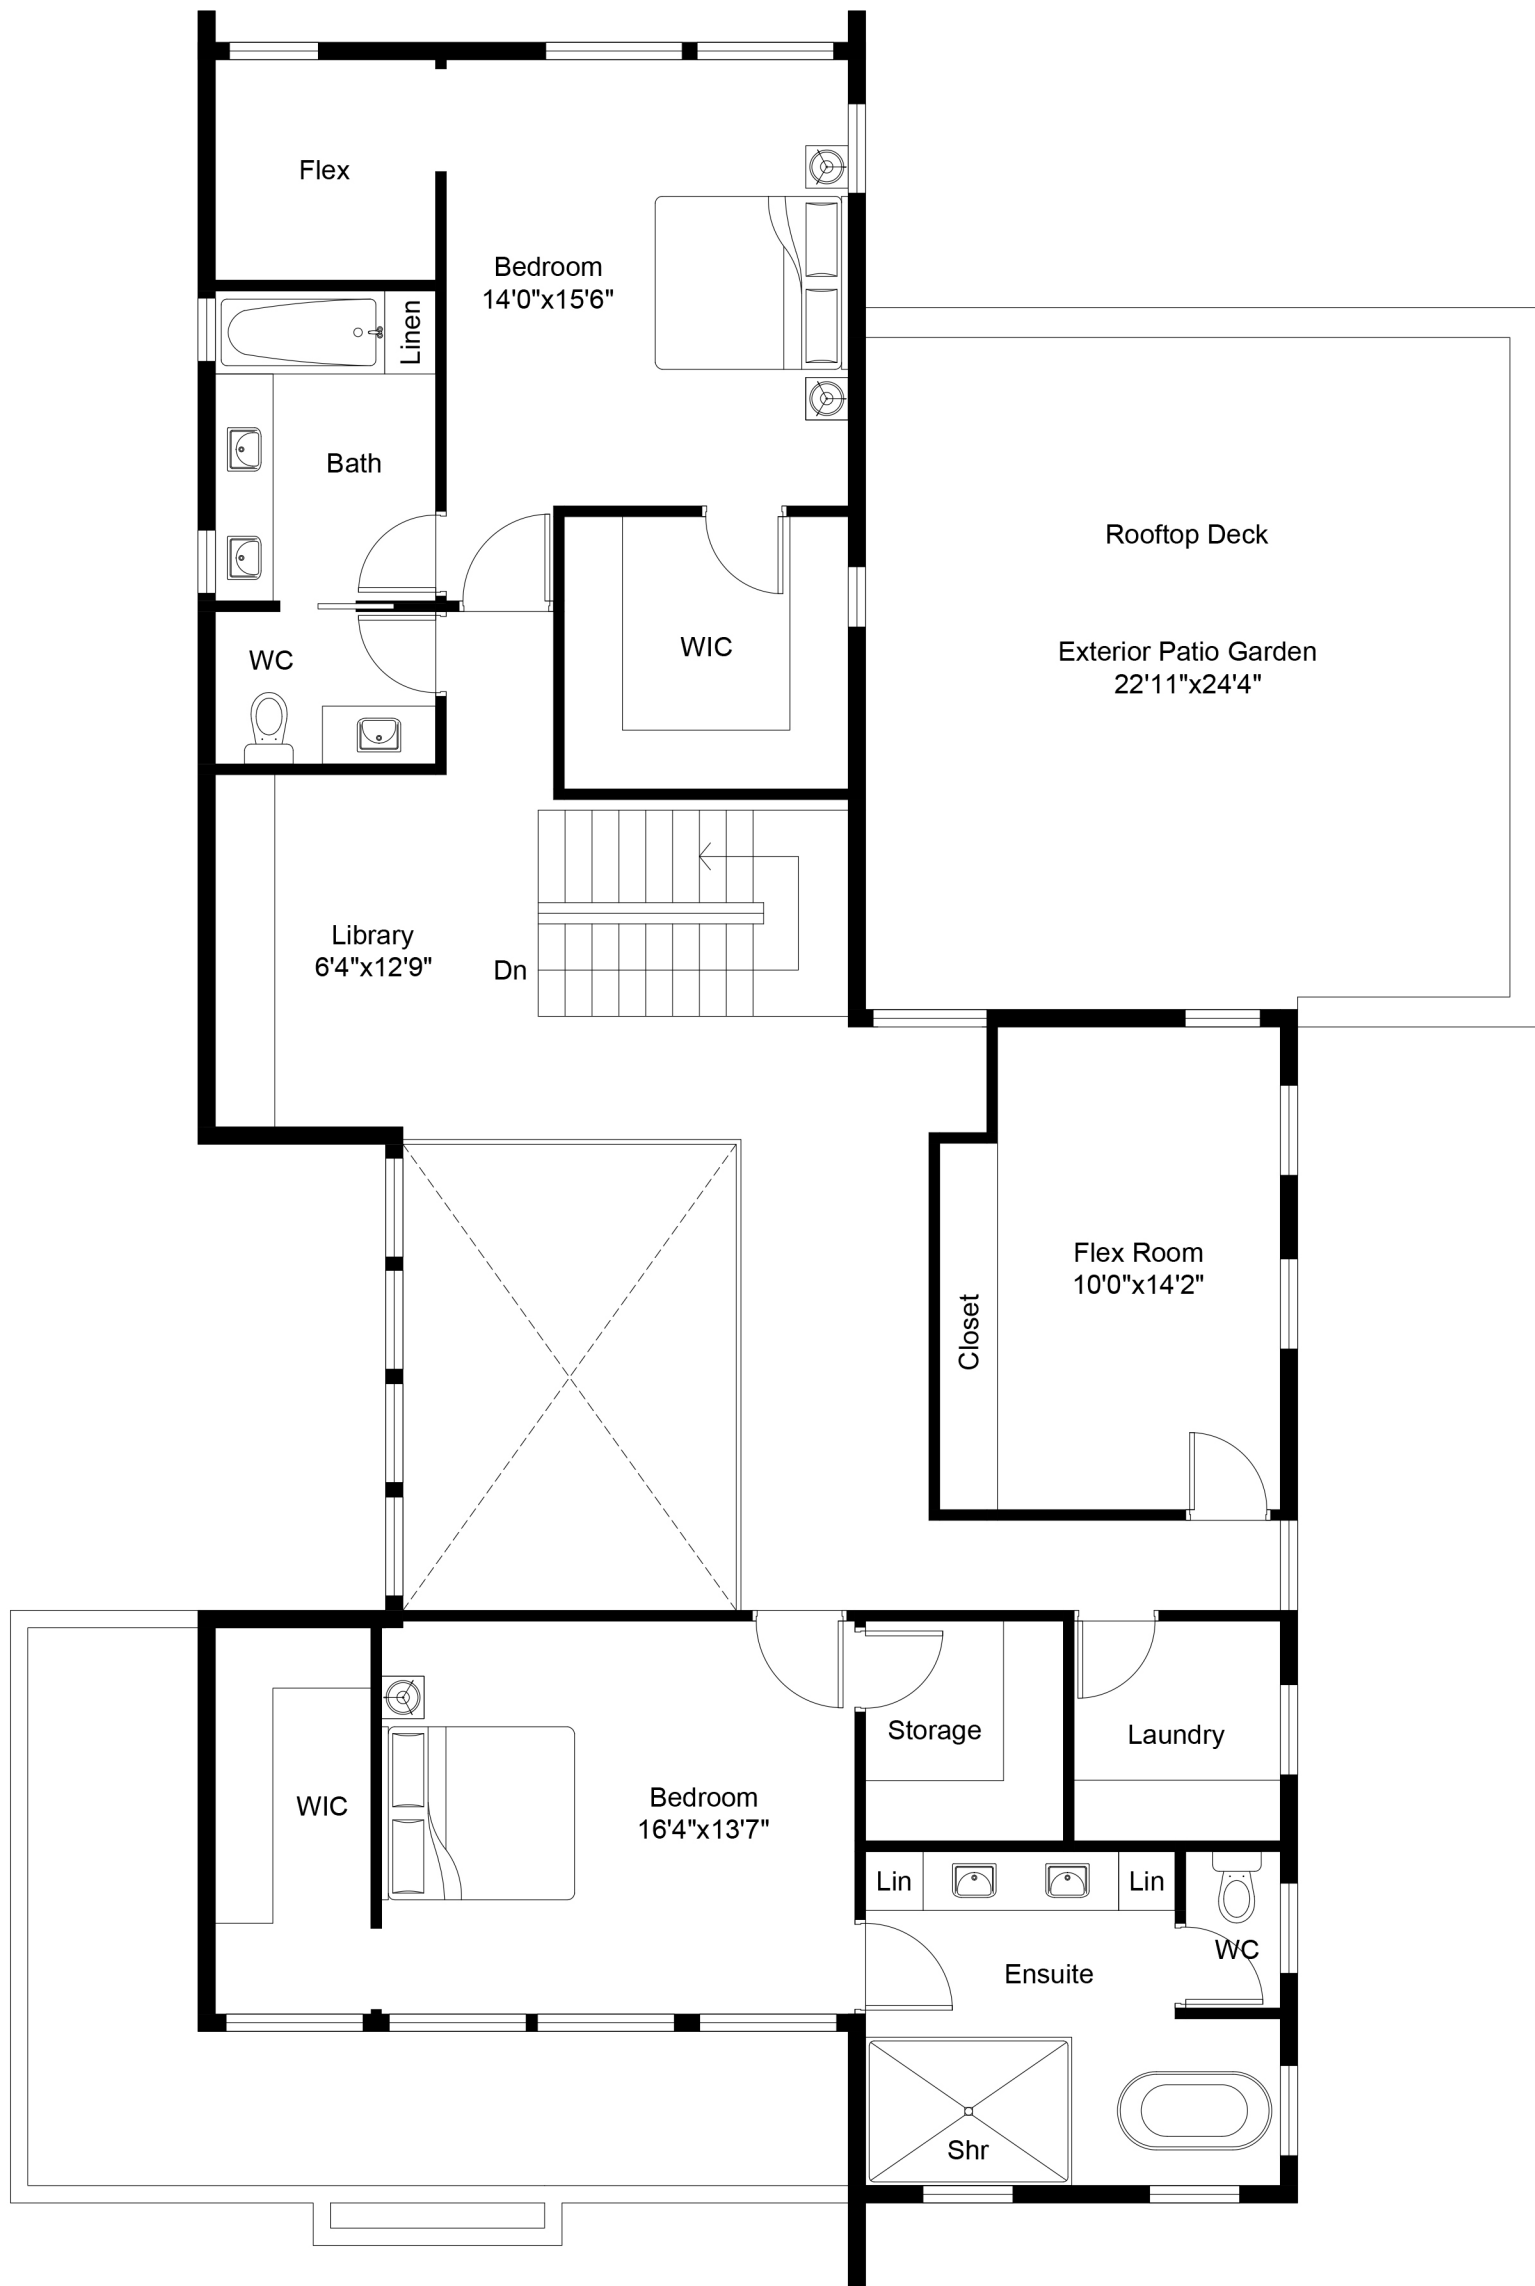 Flex
Bedroom
14'0"x15'6"
Linen
Bath
Rooftop Deck
WC
WIC
Exterior Patio Garden
22'11"x24'4"
Library
6'4"x12'9"
Dn
Flex Room
10'0"x14'2"
Closet
Storage
Laundry
WIC
Bedroom
16'4"x13'7"
Lin
Lin
WC
Ensuite
Shr